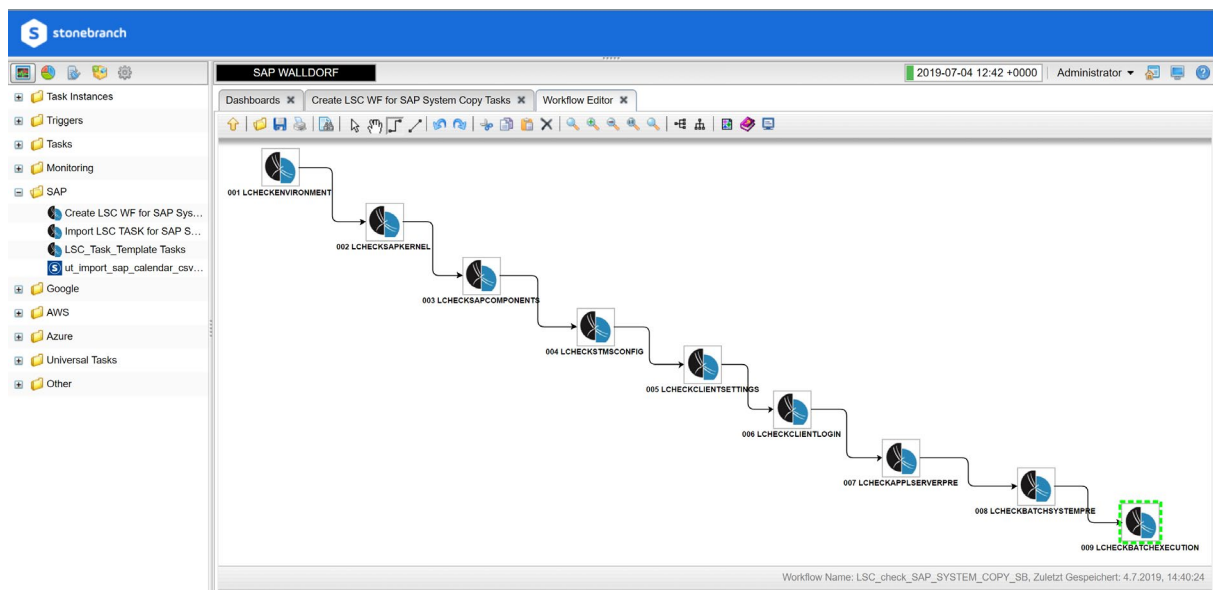 stonebranch
SAP WALLDORF
2019-07-04 12:42 +0000
Administrator
Task Instances
Triggers
Tasks
Monitoring
SAP
Create LSC WF for SAP Sys...
Import LSC TASK for SAP S...
LSC_Task_Template Tasks
ut_import_sap_calendar_csv...
Google
AWS
Azure
Universal Tasks
Other
Dashboards
Create LSC WF for SAP System Copy Tasks
Workflow Editor
001 LCHECKENVIRONMENT
002 LCHECKSAPKERNEL
003 LCHECKSAPCOMPONENTS
004 LCHECKSTMSCONFIG
005 LCHECKCLIENTSETTINGS
006 LCHECKCLIENTLOGIN
007 LCHECKAPPLSERVERPRE
008 LCHECKBATCHSYSTEMPRE
009 LCHECKBATCHEXECUTION
Workflow Name: LSC_check_SAP_SYSTEM_COPY_SB, Zuletzt Gespeichert: 4.7.2019, 14:40:24